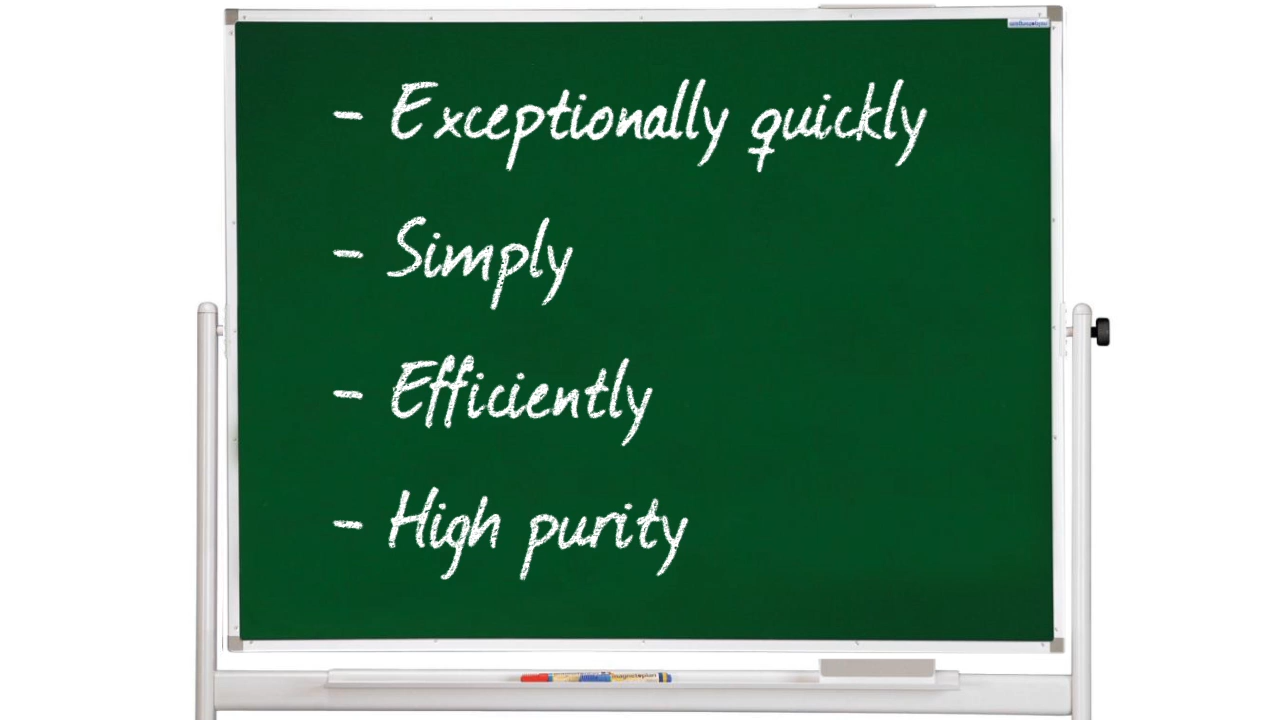 - Exceptionally quickly
- Simply
- Efficiently
- High purity